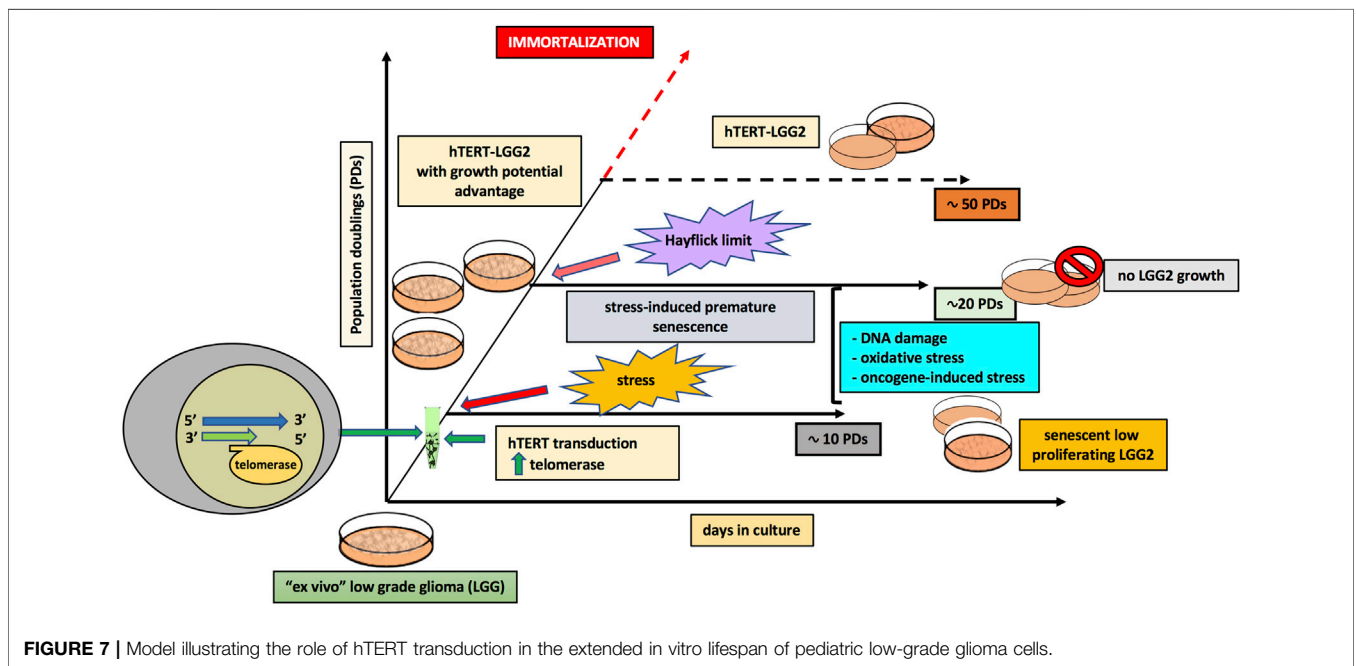 IMMORTALIZATION
Population doublings (PDs)
hTERT-LGG2
with growth potential
advantage
hTERT-LGG2
~ 50 PDs
Hayflick limit
no LGG2 growth
~20 PDs
stress-induced premature
senescence
- DNA damage
- oxidative stress
- oncogene-induced stress
stress
~ 10 PDs
senescent low
proliferating LGG2
5’ 3’
3’ 5’
telomerase
hTERT transduction
telomerase
days in culture
“ex vivo” low grade glioma (LGG)
FIGURE 7 | Model illustrating the role of hTERT transduction in the extended in vitro lifespan of pediatric low-grade glioma cells.